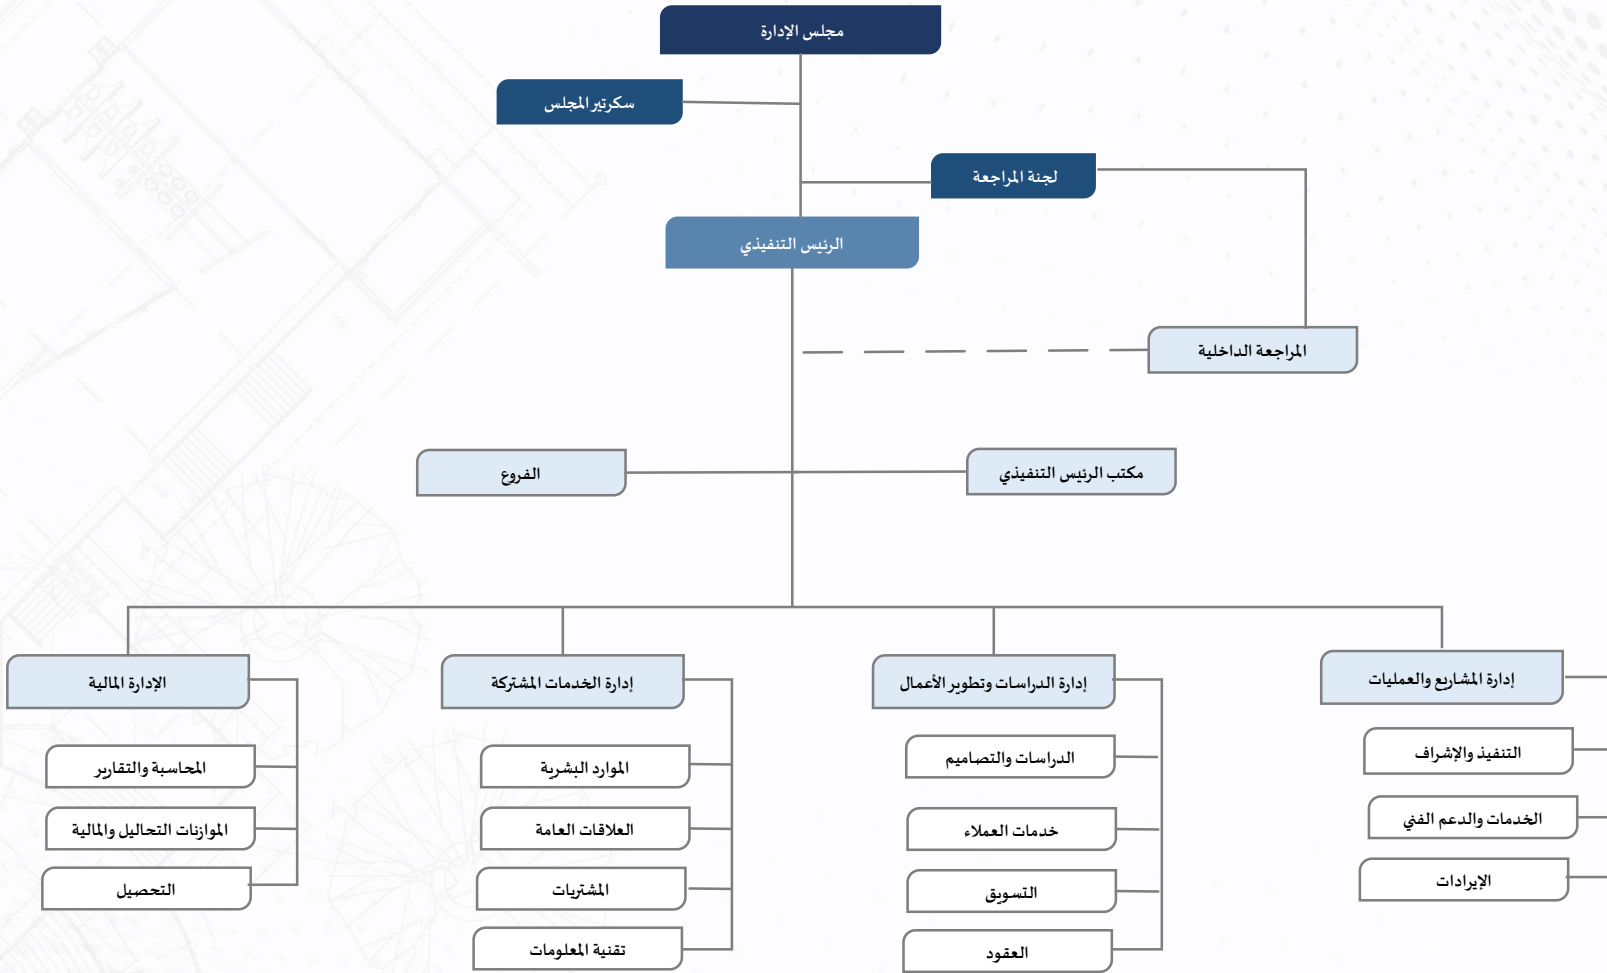 مجلس الإدارة
سكرتير المجلس
لجنة المراجعة
الرئيس التنفيذي
المراجعة الداخلية
مكتب الرئيس التنفيذي
الفروع
إدارة المشاريع والعمليات
التنفيذ والإشراف
الخدمات والدعم الفني
الإيرادات
إدارة الدراسات وتطوير الأعمال
الدراسات والتصاميم
خدمات العملاء
التسويق
العقود
إدارة الخدمات المشتركة
الموارد البشرية
العلاقات العامة
المشتريات
تقنية المعلومات
الإدارة المالية
المحاسبة والتقارير
الموازنات التحاليل والمالية
التحصيل